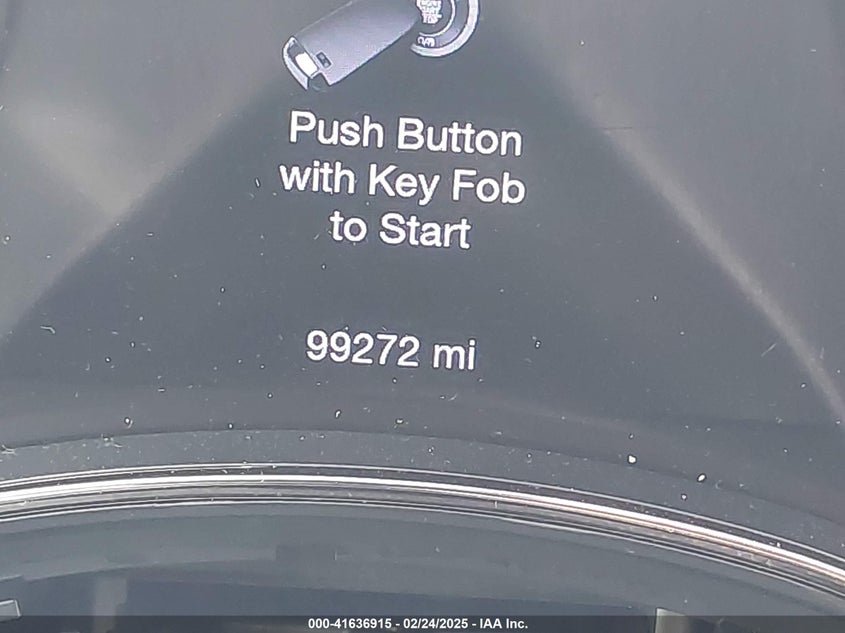 Push Button
with Key Fob
to Start
99272 mi
000-41636915 - 02/24/2025 - IAA Inc.